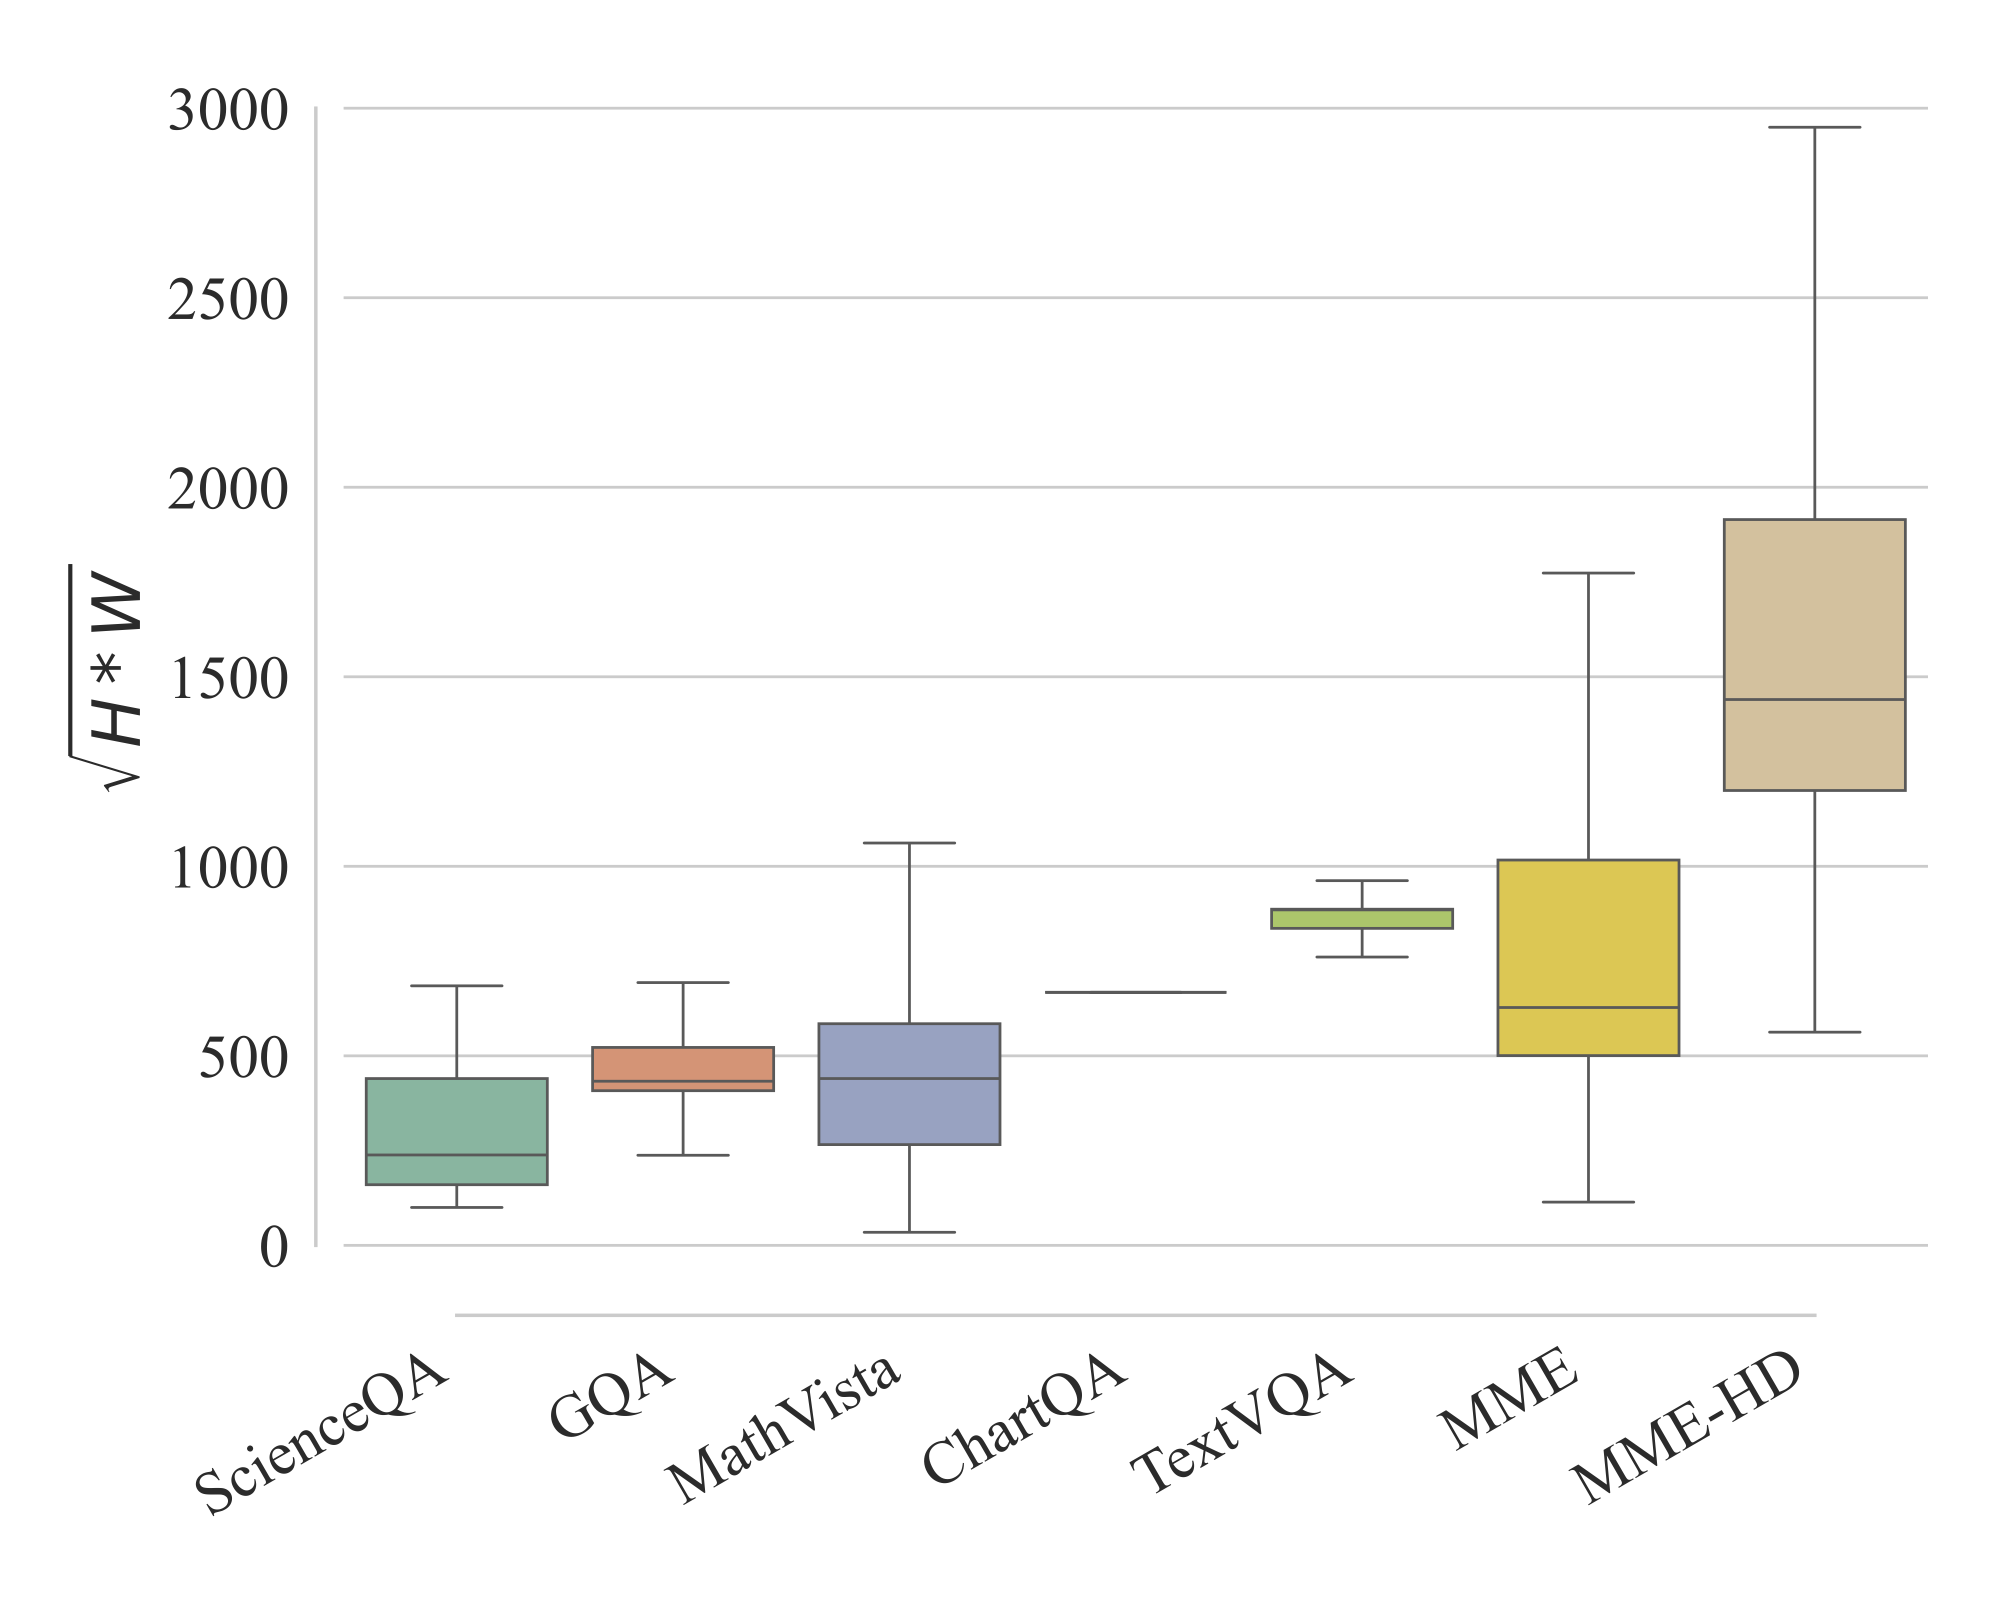 3000
2500
2000
1500
1000
500
0
√H * W
ScienceQA
GQA
MathVista
ChartQA
TextVQA
MME
MME-HD